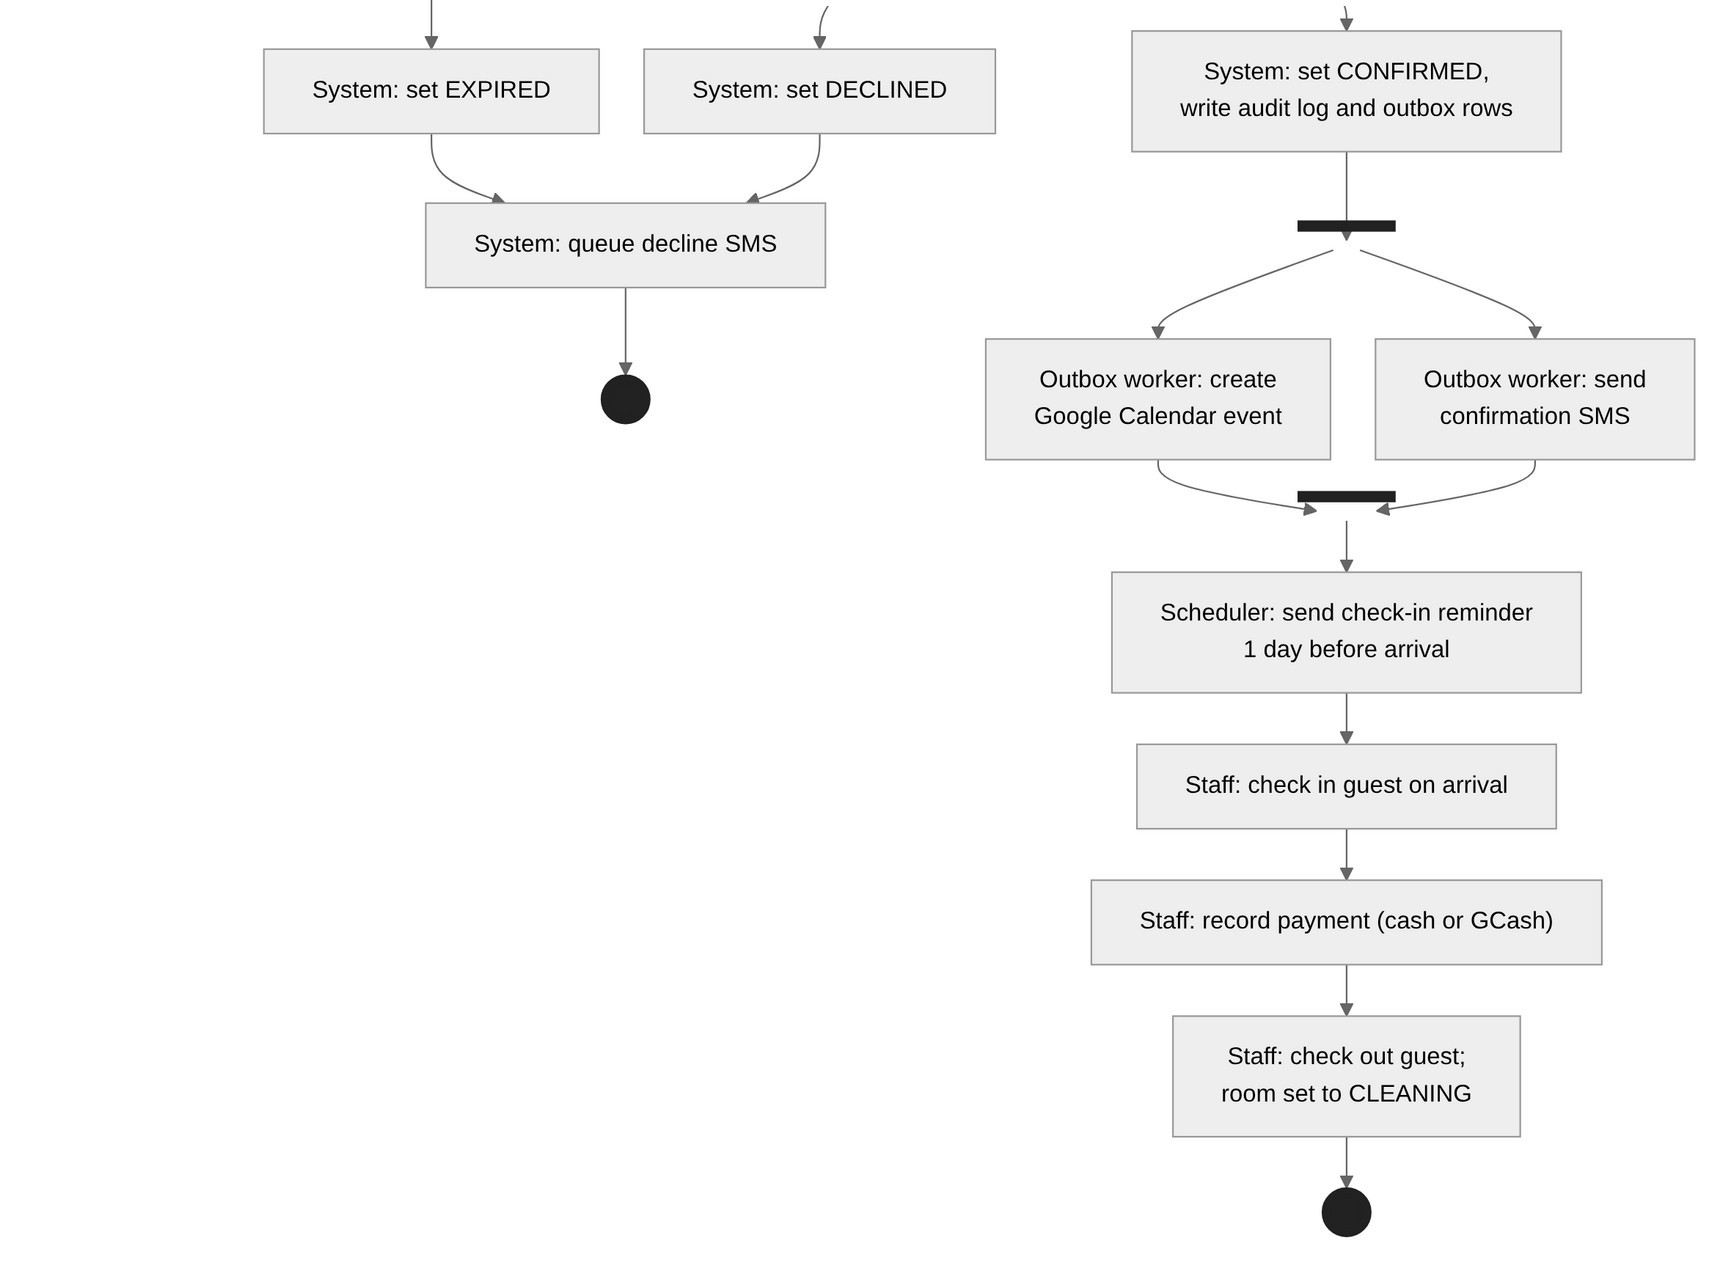 System: set EXPIRED
System: set DECLINED
System: set CONFIRMED,
write audit log and outbox rows
System: queue decline SMS
Outbox worker: create
Google Calendar event
Outbox worker: send
confirmation SMS
Scheduler: send check-in reminder
1 day before arrival
Staff: check in guest on arrival
Staff: record payment (cash or GCash)
Staff: check out guest;
room set to CLEANING